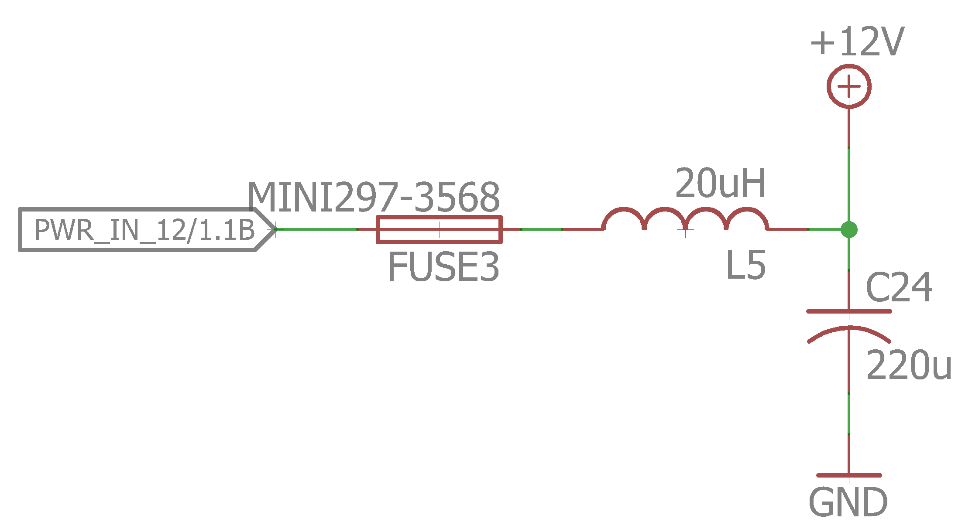 +12V
MINI297-3568
20uH
PWR_IN_12/1.1B
FUSE3
L5
C24
220u
GND